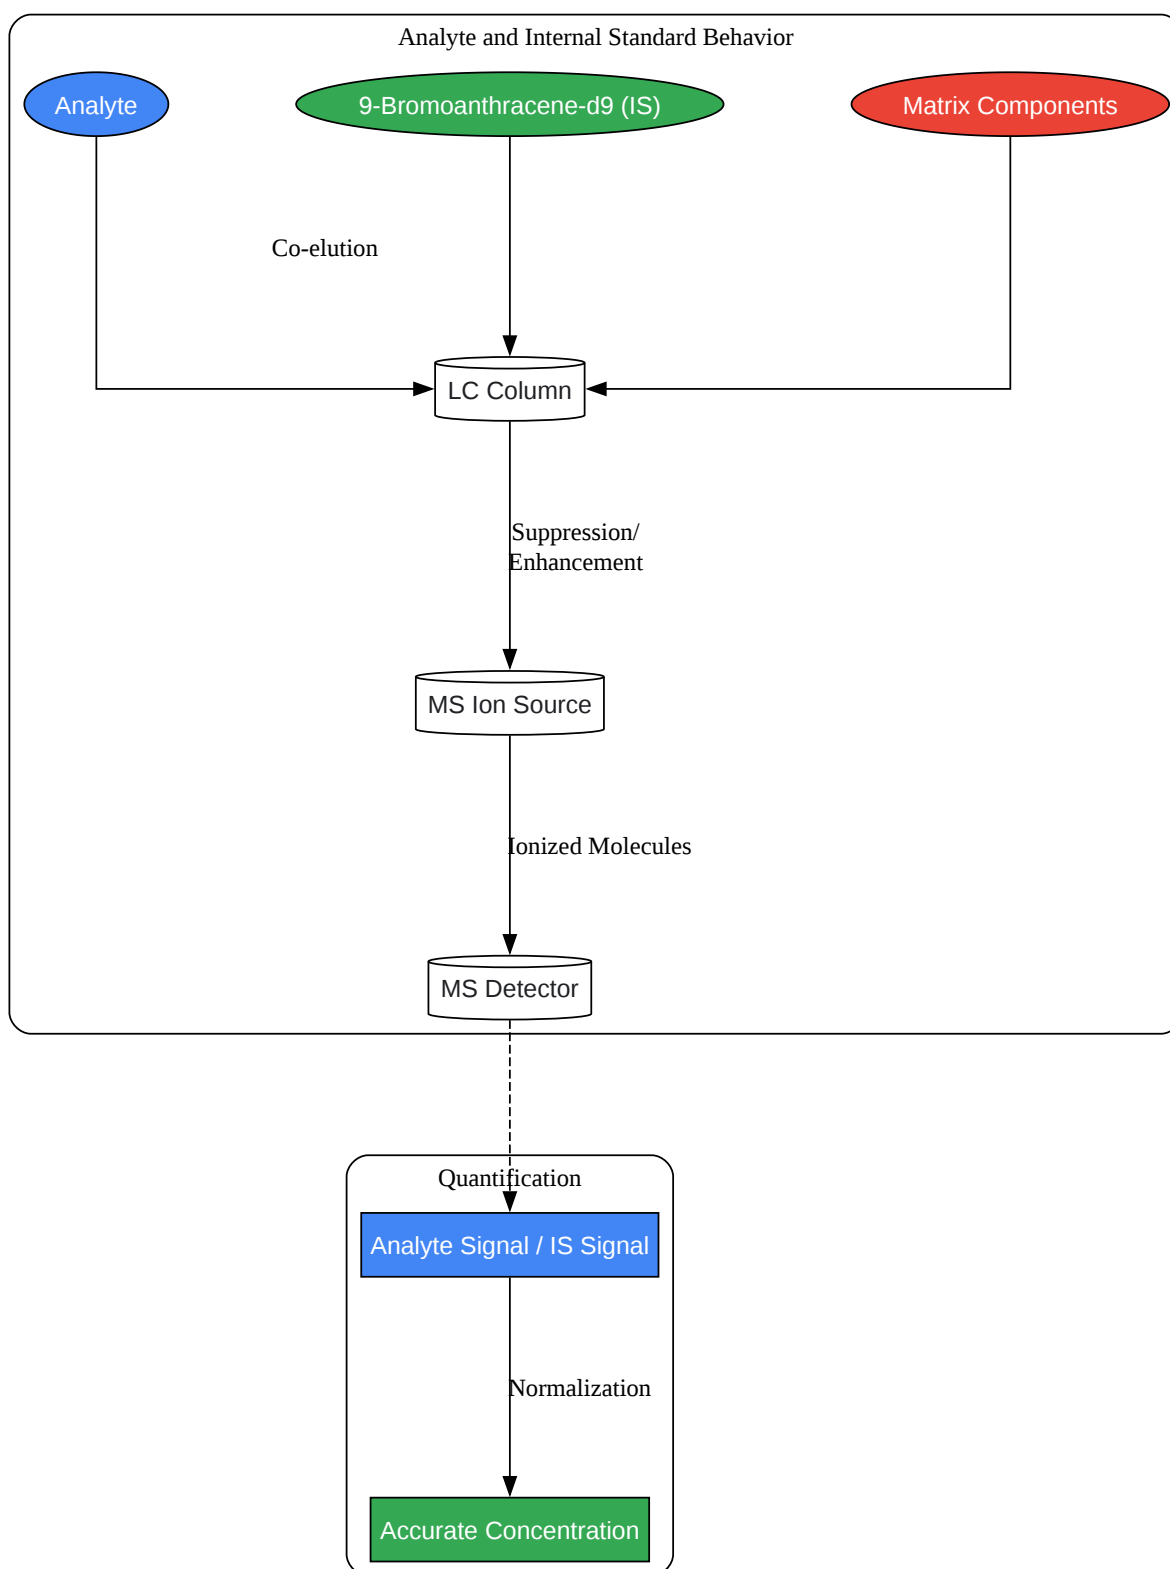 Analyte and Internal Standard Behavior
Analyte
9-Bromoanthracene-d9 (IS)
Matrix Components
Co-elution
LC Column
Suppression/
Enhancement
MS Ion Source
Ionized Molecules
MS Detector
Quantification
Analyte Signal / IS Signal
Normalization
Accurate Concentration